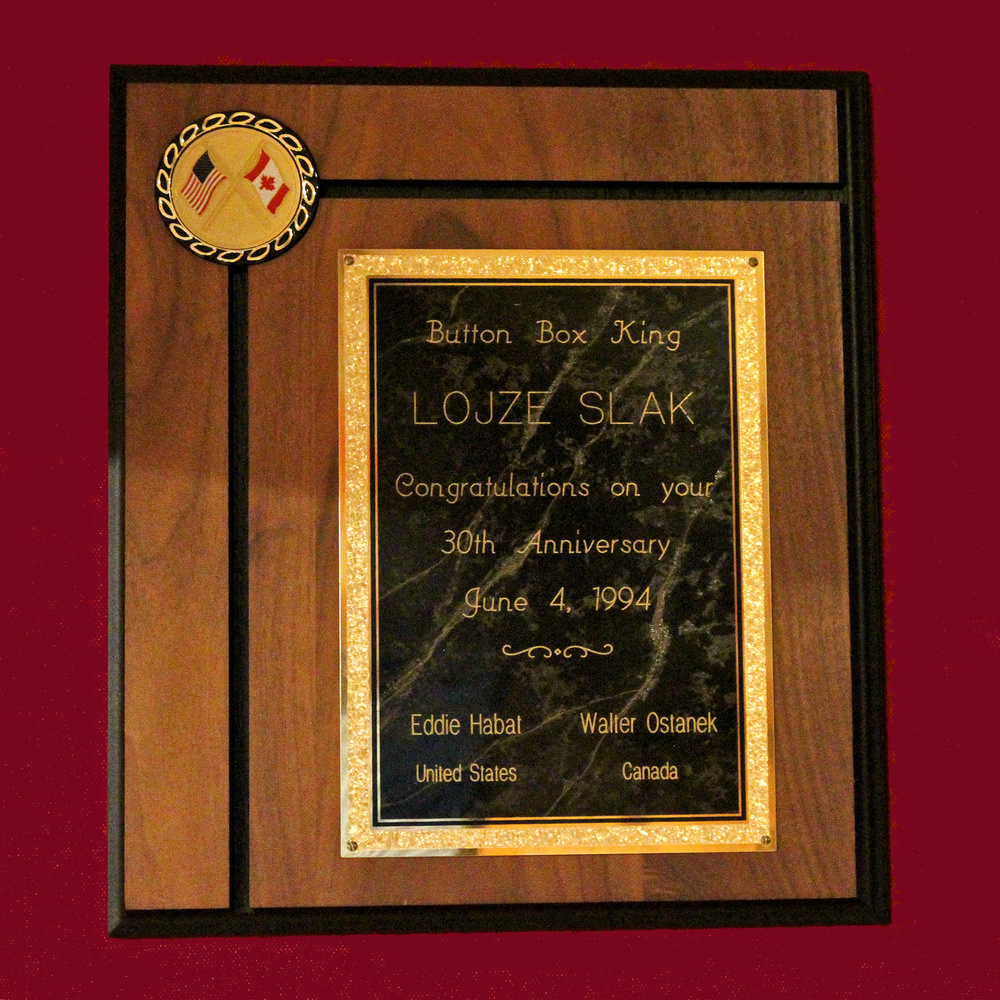 Button Box King
LOJZE SLAK
Congratulations on your
30th Anniversary
June 4, 1994
Eddie Habat Walter Ostanek
United States Canada